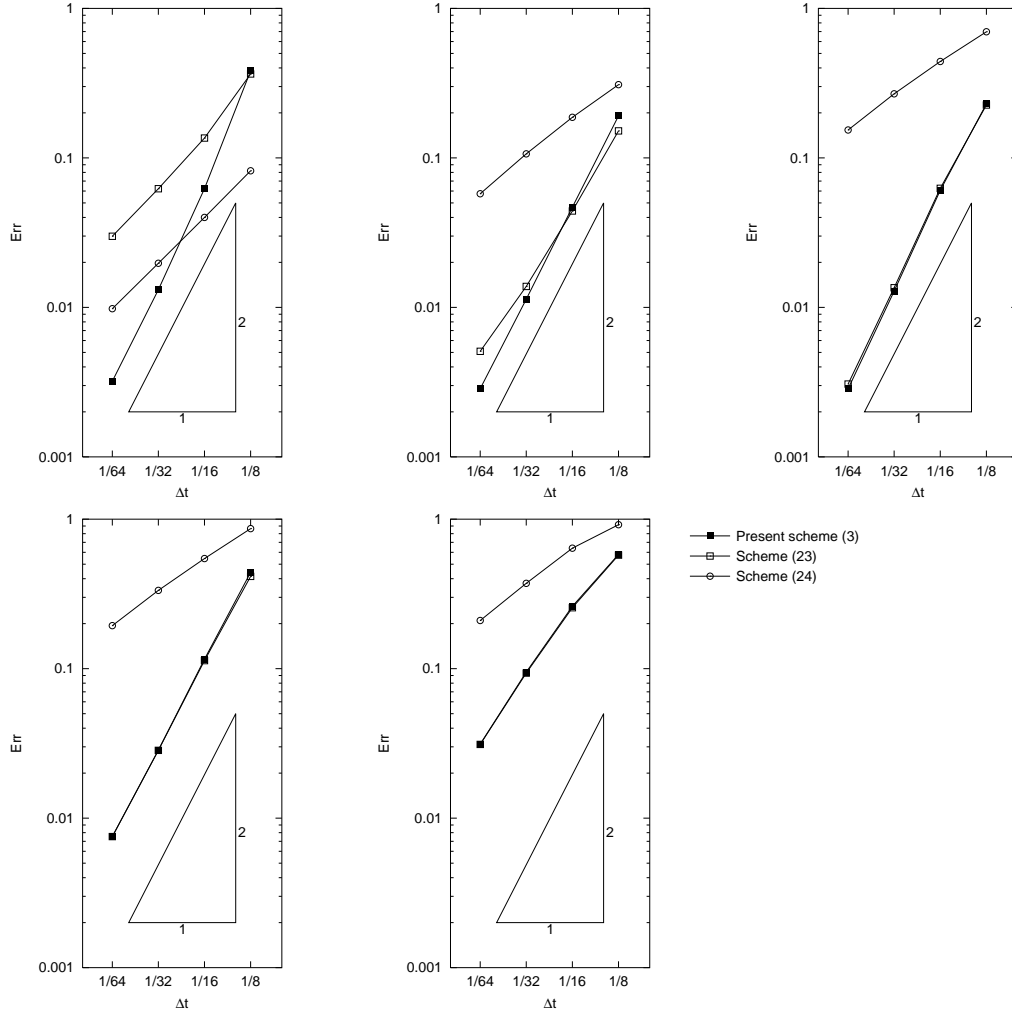 1
0.1
0.01
0.001
Err
2
1
1/64 1/32 1/16 1/8
Δt
1
0.1
0.01
0.001
Err
2
1
1/64 1/32 1/16 1/8
Δt
1
0.1
0.01
0.001
Err
2
1
1/64 1/32 1/16 1/8
Δt
1
0.1
0.01
0.001
Err
2
1
1/64 1/32 1/16 1/8
Δt
1
0.1
0.01
0.001
Err
2
1
1/64 1/32 1/16 1/8
Δt
Present scheme (3)
Scheme (23)
Scheme (24)